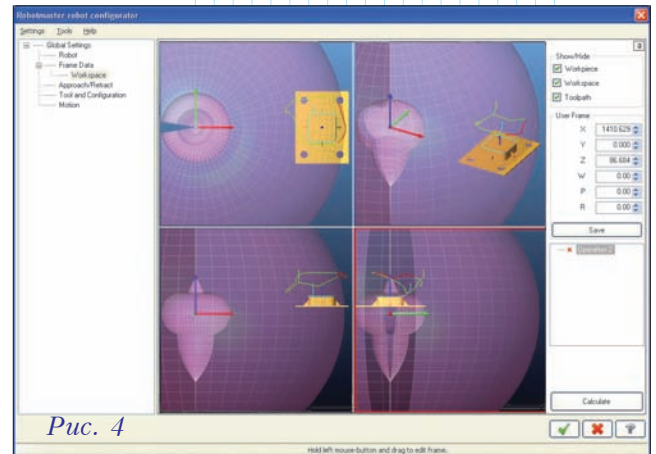 Robotmaster robot configurator
Settings Tools Help
Global Settings
Robot
Frame Data
Workspace
Approach/Retract
Tool and Configuration
Motion
Show/Hide
Workpiece
Workspace
Toolpath
User Frame
X 1410.629
Y 0.000
Z 86.684
W 0.00
P 0.00
R 0.00
Save
Operation 2
Calculate
Рис. 4
Hold left mouse-button and drag to edit frame.